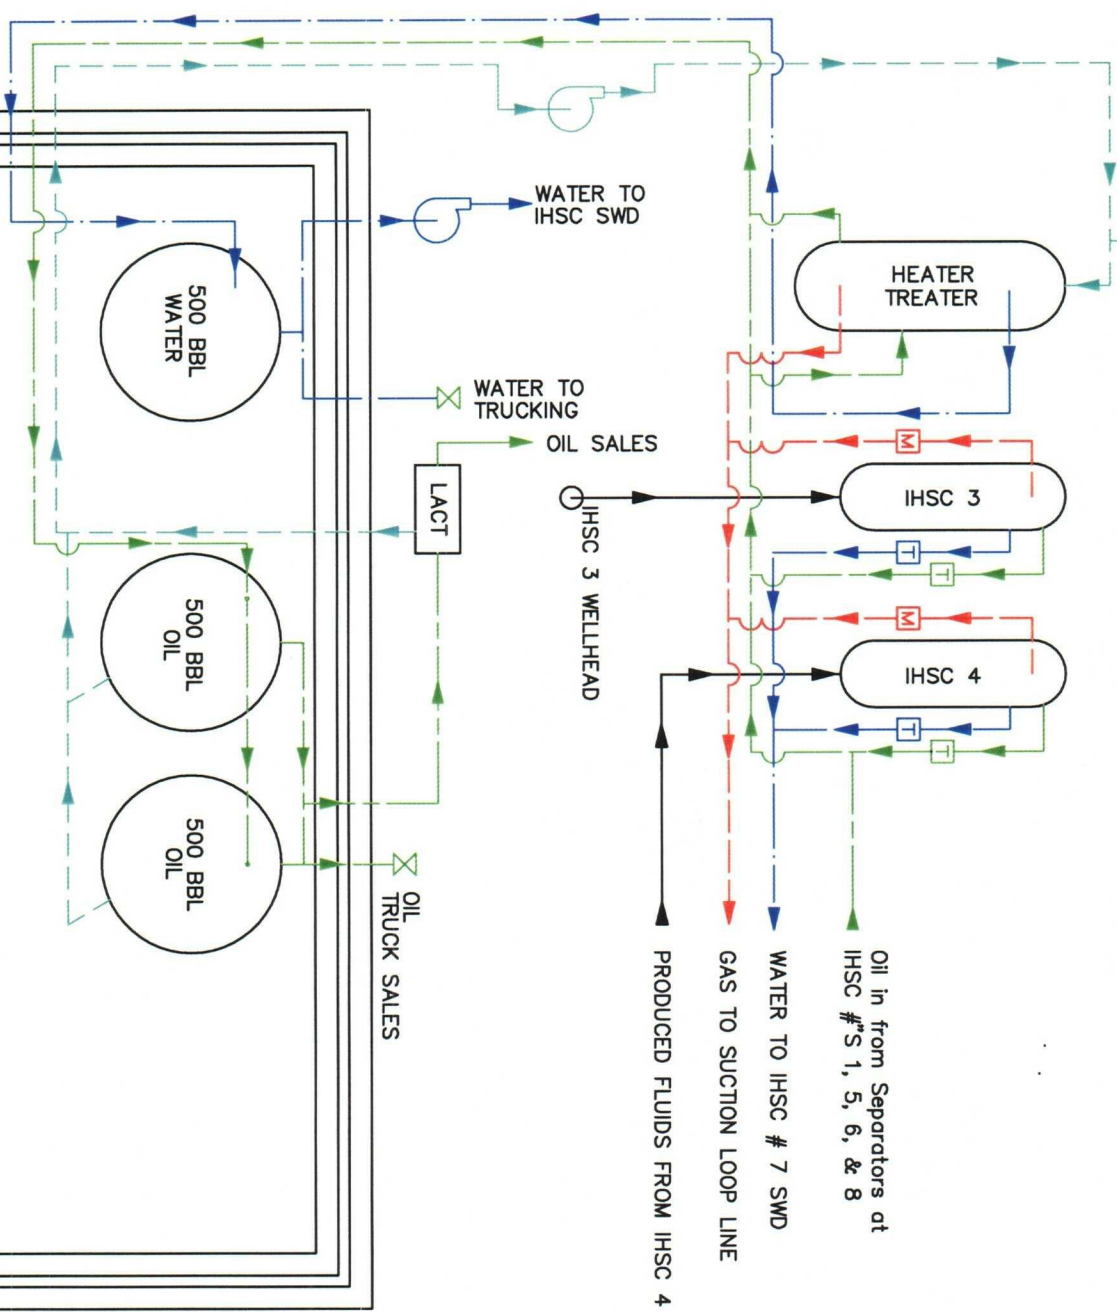 WATER TO
IHSC SWD
HEATER
TREATER
500 BBL
WATER
WATER TO
TRUCKING
OIL SALES
M
IHSC 3
LACT
IHSC 3 WELLHEAD
T
T
M
500 BBL
OIL
IHSC 4
T
T
500 BBL
OIL
OIL
TRUCK SALES
Oil in from Separators at
IHSC #"S 1, 5, 6, & 8
WATER TO IHSC # 7 SWD
GAS TO SUCTION LOOP LINE
PRODUCED FLUIDS FROM IHSC 4